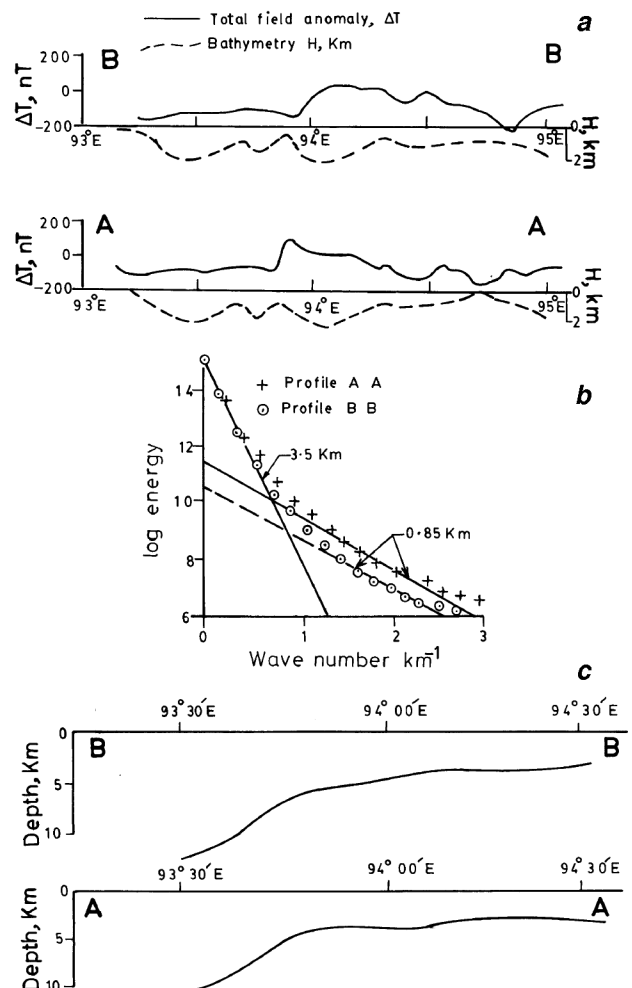 Total field anomaly, ΔT
Bathymetry H, Km
a
B B
ΔT, nT
200
0
-200
93°E 94°E 95°E
0
2
H, km
A A
ΔT, nT
200
0
-200
93°E 94°E 95°E
0
2
H, km
b
+ Profile A A
⊙ Profile B B
log energy
14
12
10
8
6
3.5 Km
0.85 Km
0 1 2 3
Wave number km⁻¹
c
93°30'E 94°00'E 94°30'E
B B
Depth, Km
0
5
10
93°30'E 94°00'E 94°30'E
A A
Depth, Km
0
5
10